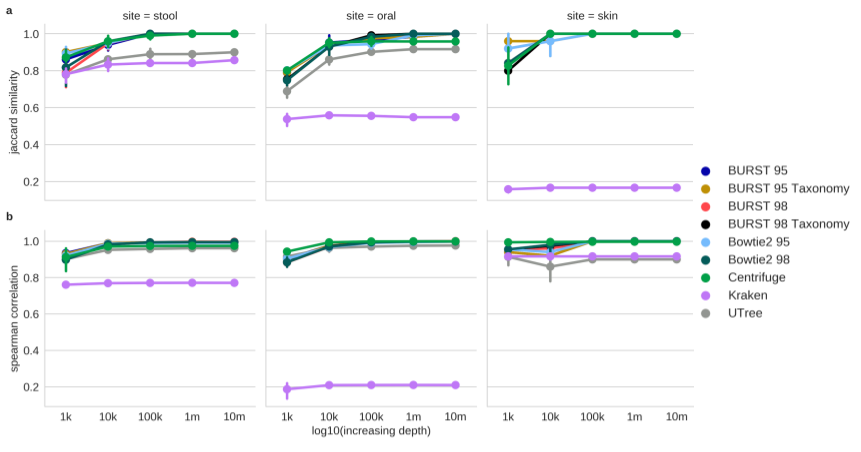 a
site = stool
site = oral
site = skin
jaccard similarity
1.0
0.8
0.6
0.4
0.2
b
spearman correlation
1.0
0.8
0.6
0.4
0.2
1k 10k 100k 1m 10m
1k 10k 100k 1m 10m
1k 10k 100k 1m 10m
log10(increasing depth)
BURST 95
BURST 95 Taxonomy
BURST 98
BURST 98 Taxonomy
Bowtie2 95
Bowtie2 98
Centrifuge
Kraken
UTree